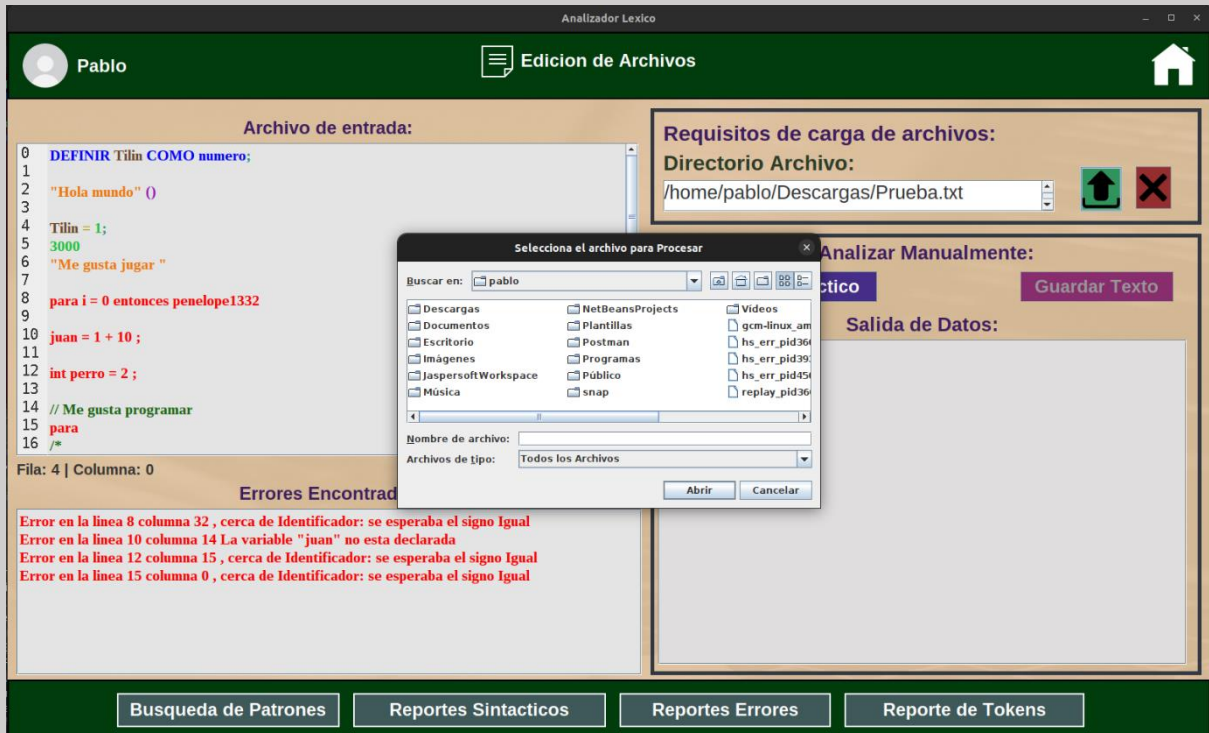 Analizador Lexico
Pablo
Edicion de Archivos
Archivo de entrada:
0 DEFINIR Tilin COMO numero;
1
2 "Hola mundo" ()
3
4 Tilin = 1;
5 3000
6 "Me gusta jugar "
7
8 para i = 0 entonces penelope1332
9
10 juan = 1 + 10 ;
11
12 int perro = 2 ;
13
14 // Me gusta programar
15 para
16 /*
Fila: 4 | Columna: 0
Errores Encontrad
Error en la linea 8 columna 32 , cerca de Identificador: se esperaba el signo Igual
Error en la linea 10 columna 14 La variable "juan" no esta declarada
Error en la linea 12 columna 15 , cerca de Identificador: se esperaba el signo Igual
Error en la linea 15 columna 0 , cerca de Identificador: se esperaba el signo Igual
Requisitos de carga de archivos:
Directorio Archivo:
/home/pablo/Descargas/Prueba.txt
Analizar Manualmente:
ctico
Guardar Texto
Salida de Datos:
Selecciona el archivo para Procesar
Buscar en: pablo
Descargas
Documentos
Escritorio
Imágenes
JaspersoftWorkspace
Música
NetBeansProjects
Plantillas
Postman
Programas
Público
snap
Vídeos
gcm-linux_am
hs_err_pid36
hs_err_pid39
hs_err_pid45
replay_pid36
Nombre de archivo:
Archivos de tipo: Todos los Archivos
Abrir
Cancelar
Busqueda de Patrones
Reportes Sintacticos
Reportes Errores
Reporte de Tokens